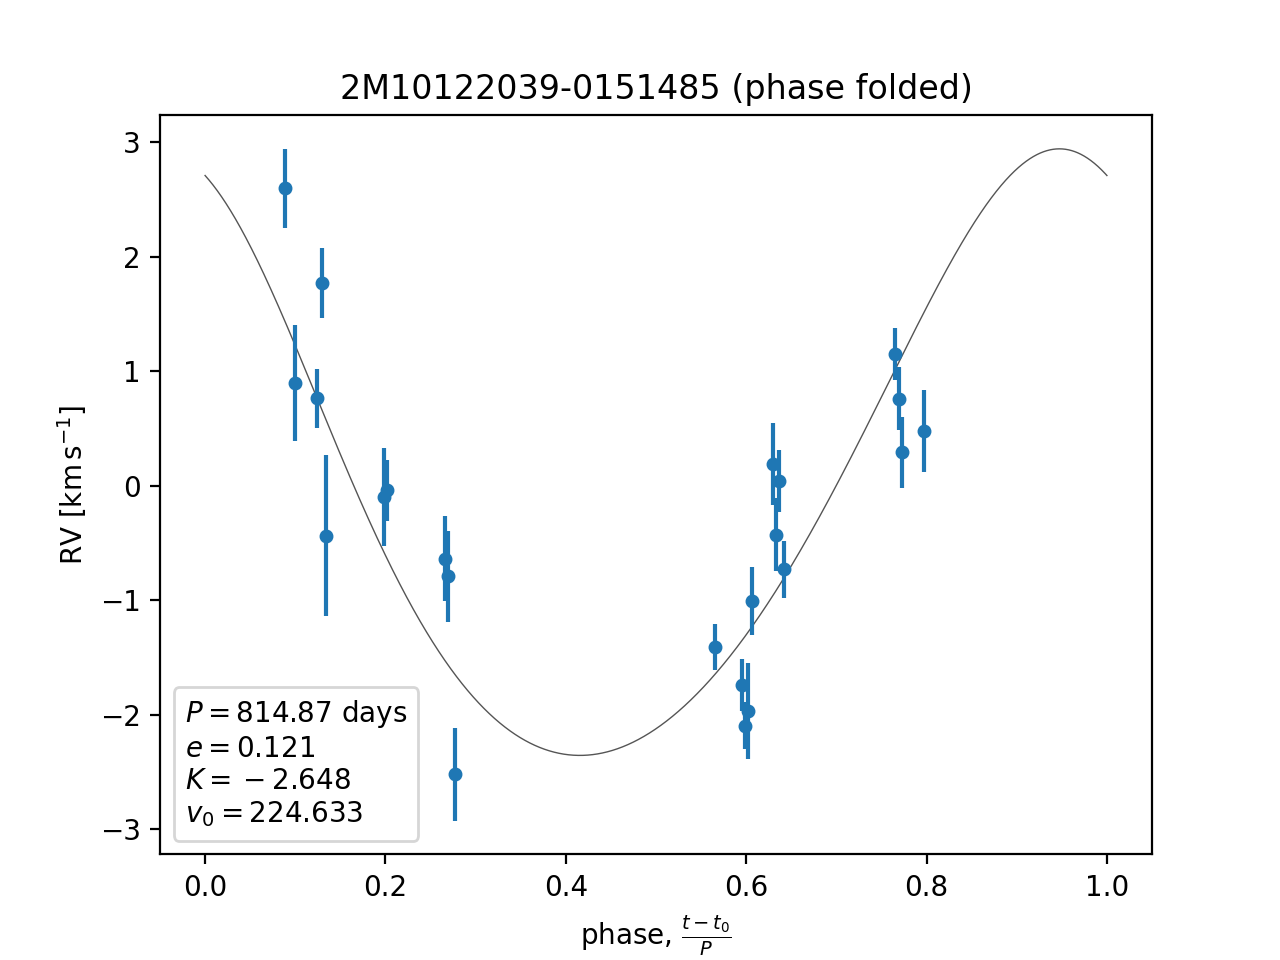 2M10122039-0151485 (phase folded)
RV [km s⁻¹]
3
2
1
0
−1
−2
−3
P = 814.87 days
e = 0.121
K = −2.648
v₀ = 224.633
0.0 0.2 0.4 0.6 0.8 1.0
phase, (t − t₀)/P